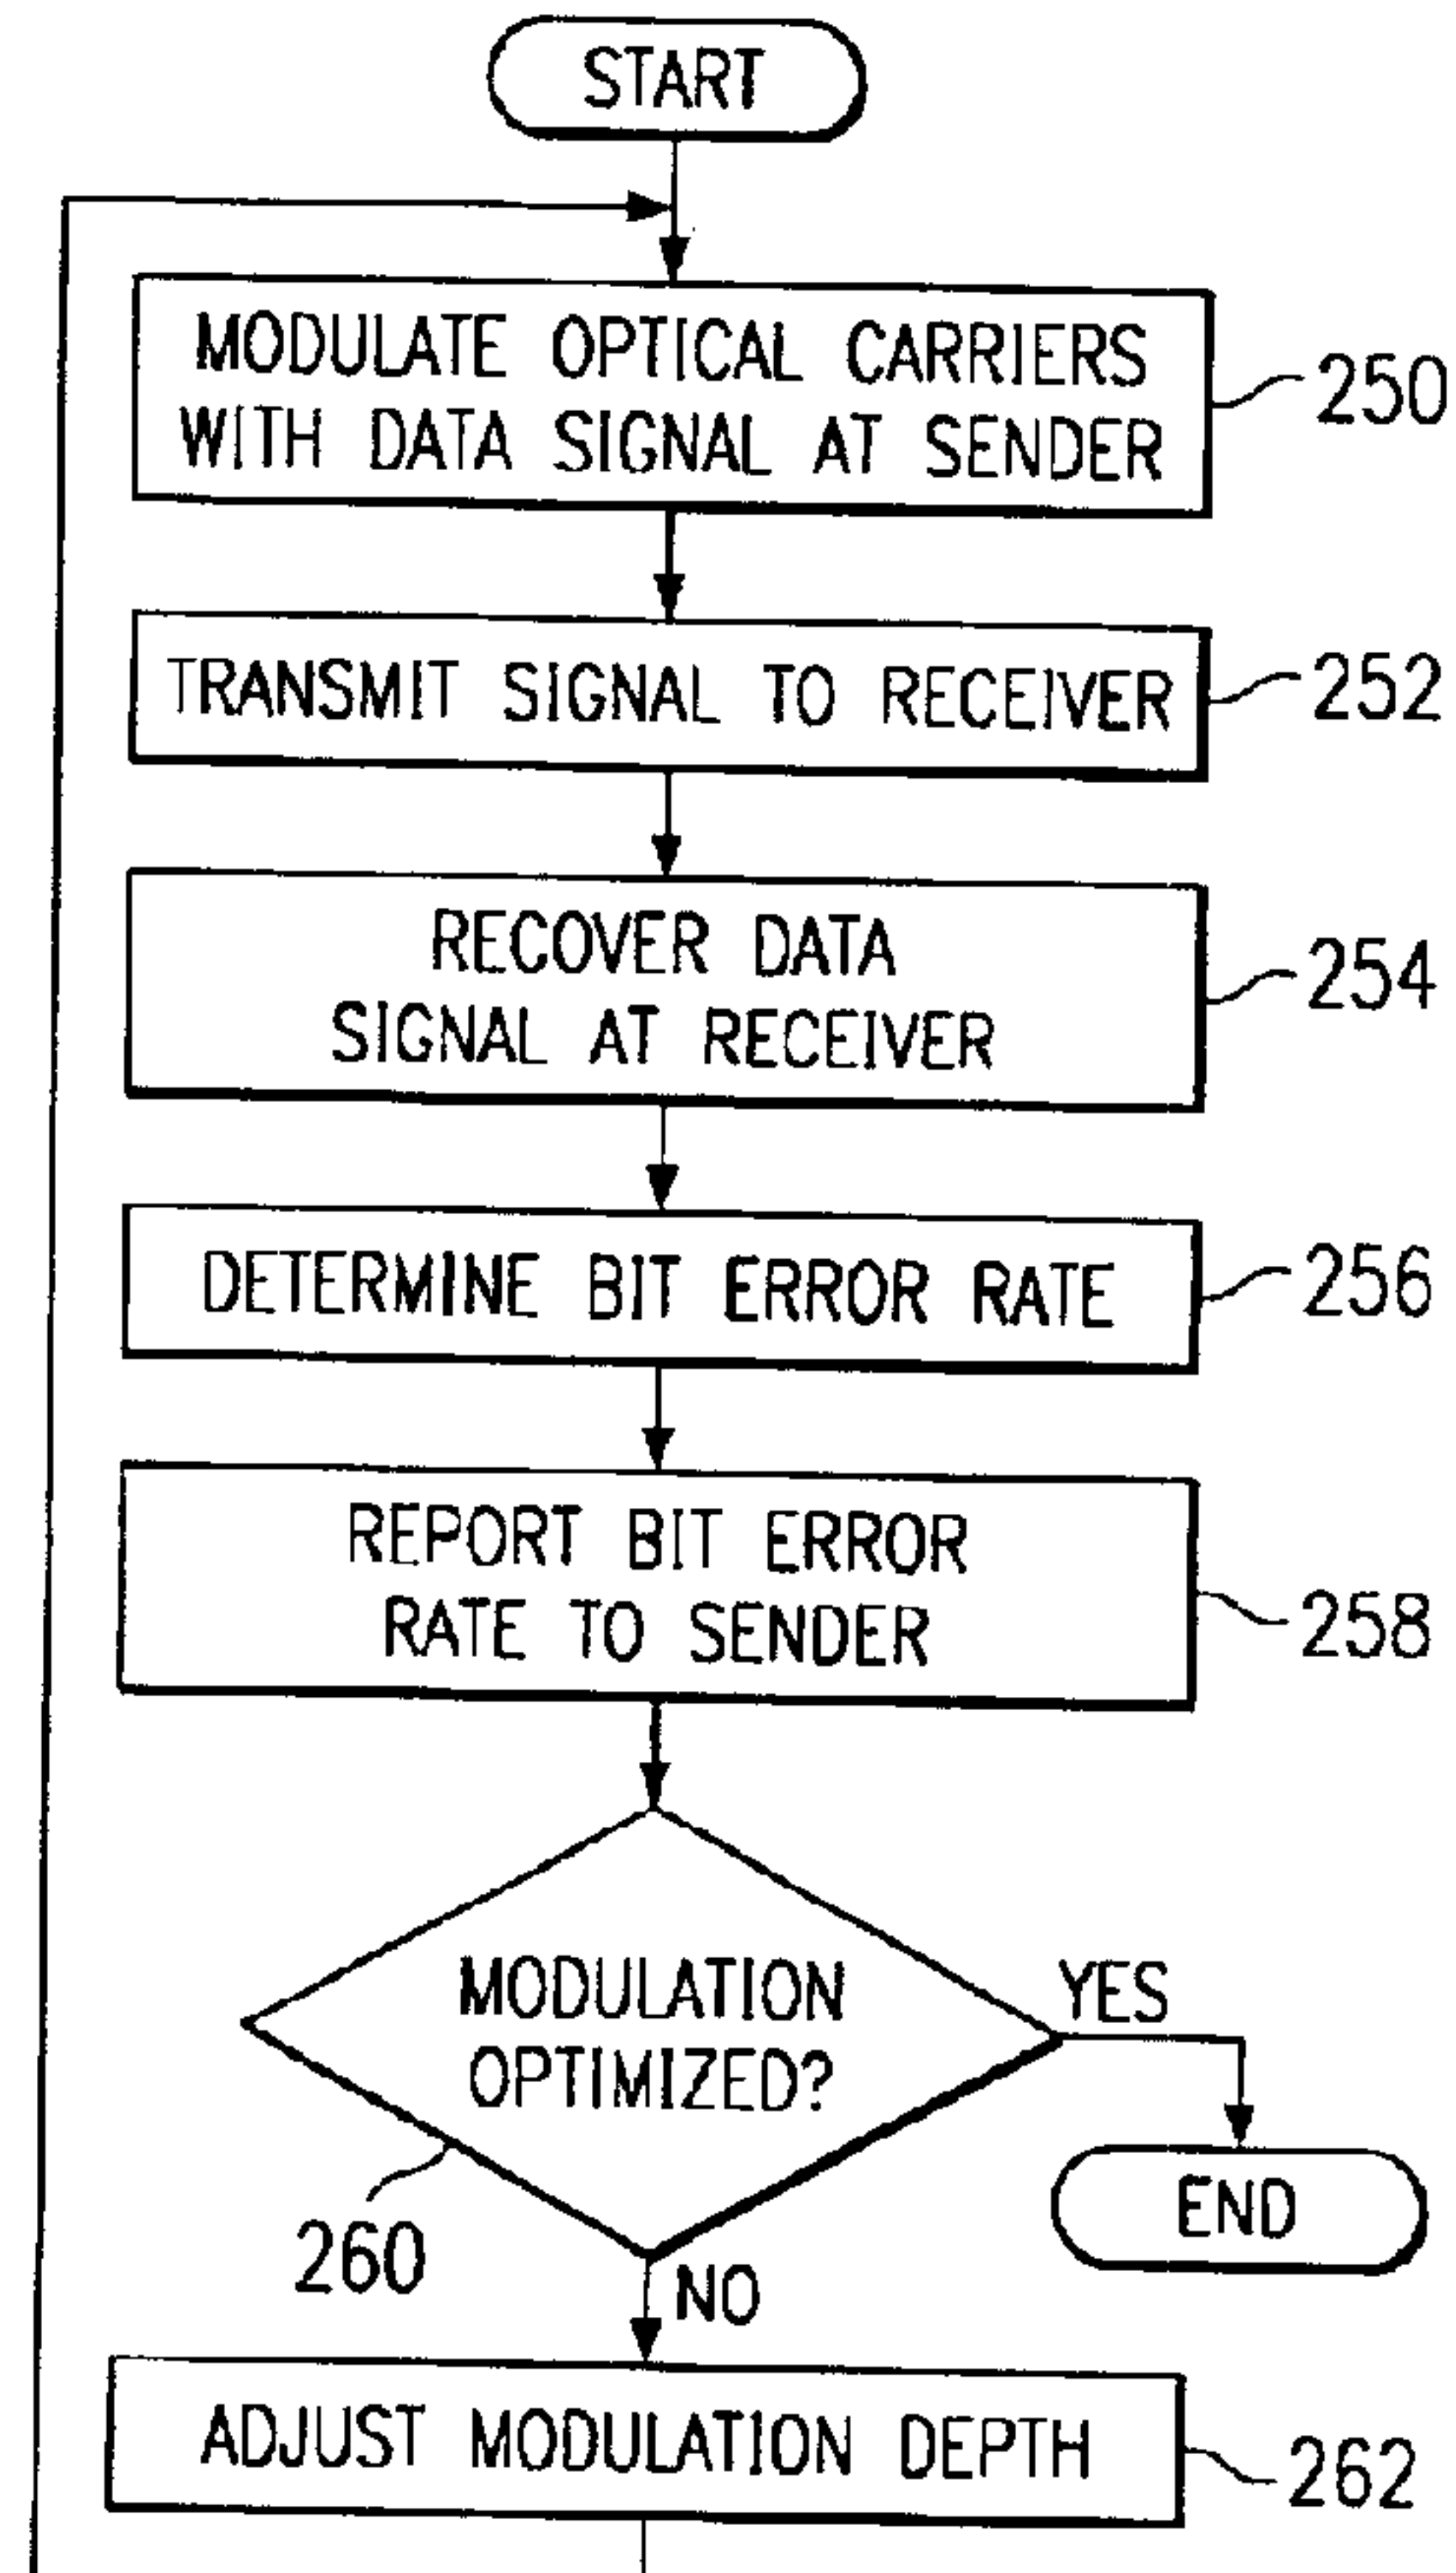 START
MODULATE OPTICAL CARRIERS
WITH DATA SIGNAL AT SENDER
250
TRANSMIT SIGNAL TO RECEIVER
252
RECOVER DATA
SIGNAL AT RECEIVER
254
DETERMINE BIT ERROR RATE
256
REPORT BIT ERROR
RATE TO SENDER
258
MODULATION
OPTIMIZED?
YES
260
END
NO
ADJUST MODULATION DEPTH
262